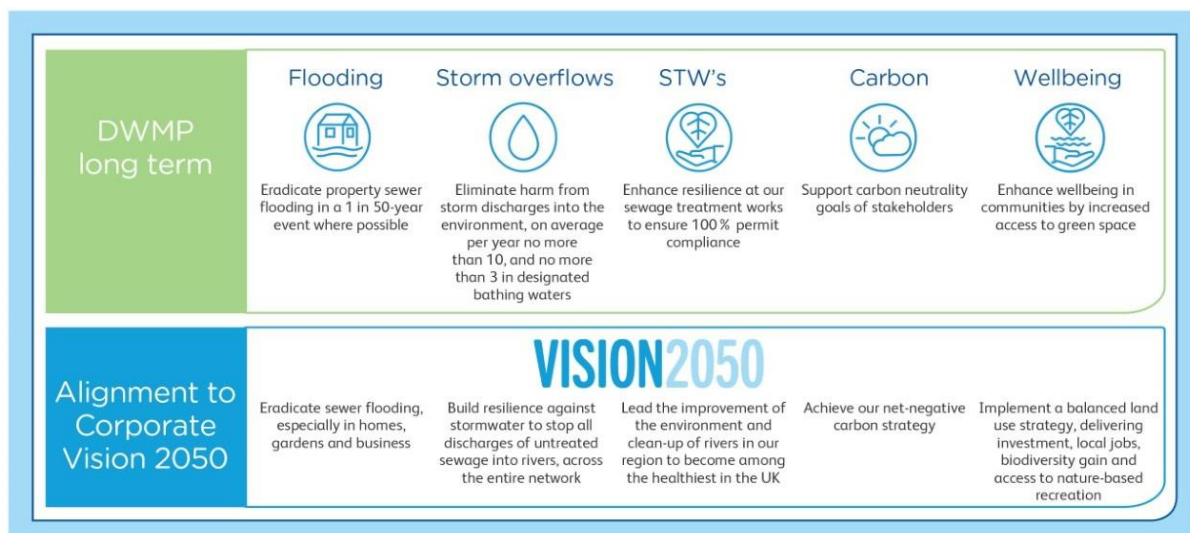 DWMP
long term
Flooding
Eradicate property sewer
flooding in a 1 in 50-year
event where possible
Storm overflows
Eliminate harm from
storm discharges into the
environment, on average
per year no more
than 10, and no more
than 3 in designated
bathing waters
STW's
Enhance resilience at our
sewage treatment works
to ensure 100% permit
compliance
Carbon
Support carbon neutrality
goals of stakeholders
Wellbeing
Enhance wellbeing in
communities by increased
access to green space
Alignment to
Corporate
Vision 2050
VISION2050
Eradicate sewer flooding,
especially in homes,
gardens and business
Build resilience against
stormwater to stop all
discharges of untreated
sewage into rivers, across
the entire network
Lead the improvement of
the environment and
clean-up of rivers in our
region to become among
the healthiest in the UK
Achieve our net-negative
carbon strategy
Implement a balanced land
use strategy, delivering
investment, local jobs,
biodiversity gain and
access to nature-based
recreation